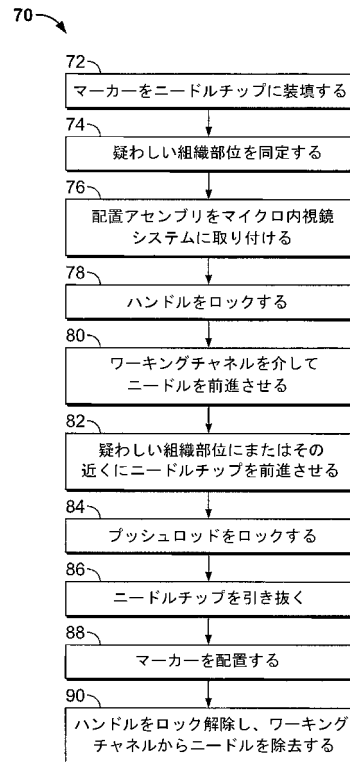 70
72
マーカーをニードルチップに装填する
74
疑わしい組織部位を同定する
76
配置アセンブリをマイクロ内視鏡
システムに取り付ける
78
ハンドルをロックする
80
ワーキングチャネルを介して
ニードルを前進させる
82
疑わしい組織部位にまたはその
近くにニードルチップを前進させる
84
プッシュロッドをロックする
86
ニードルチップを引き抜く
88
マーカーを配置する
90
ハンドルをロック解除し、ワーキング
チャネルからニードルを除去する